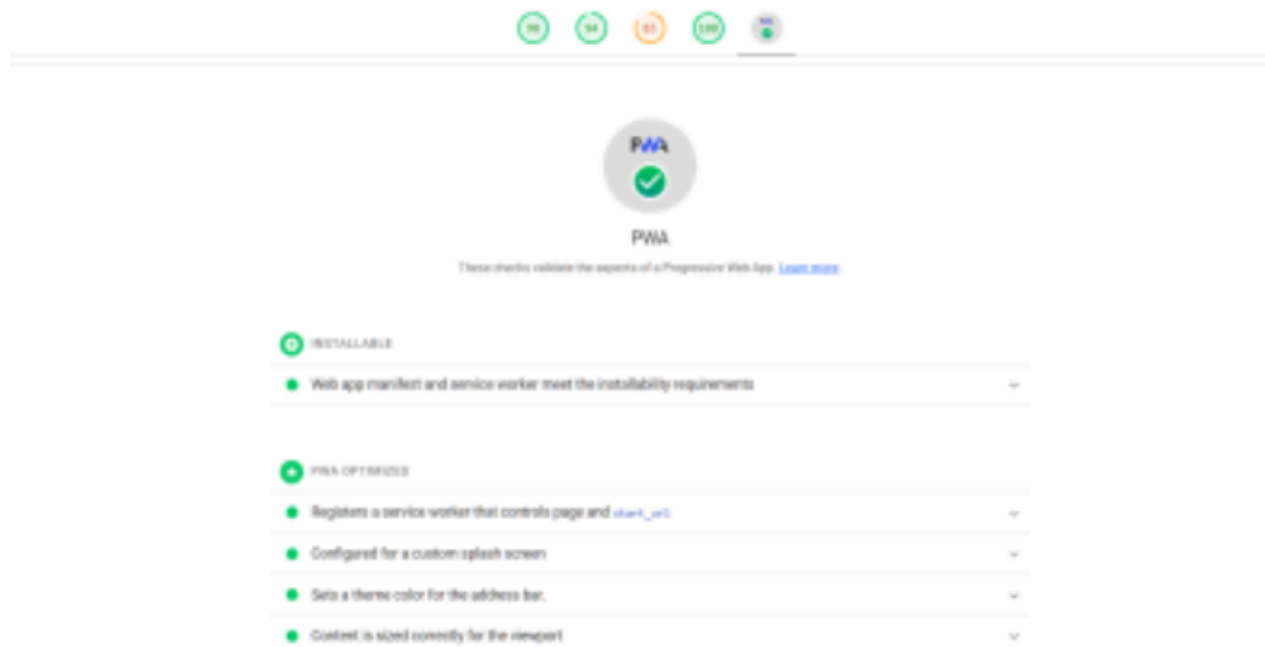 94
100
PWA
PWA
These checks validate the aspects of a Progressive Web App. Learn more.
INSTALLABLE
Web app manifest and service worker meet the installability requirements
PWA OPTIMIZED
Registers a service worker that controls page and start_url
Configured for a custom splash screen
Sets a theme color for the address bar.
Content is sized correctly for the viewport